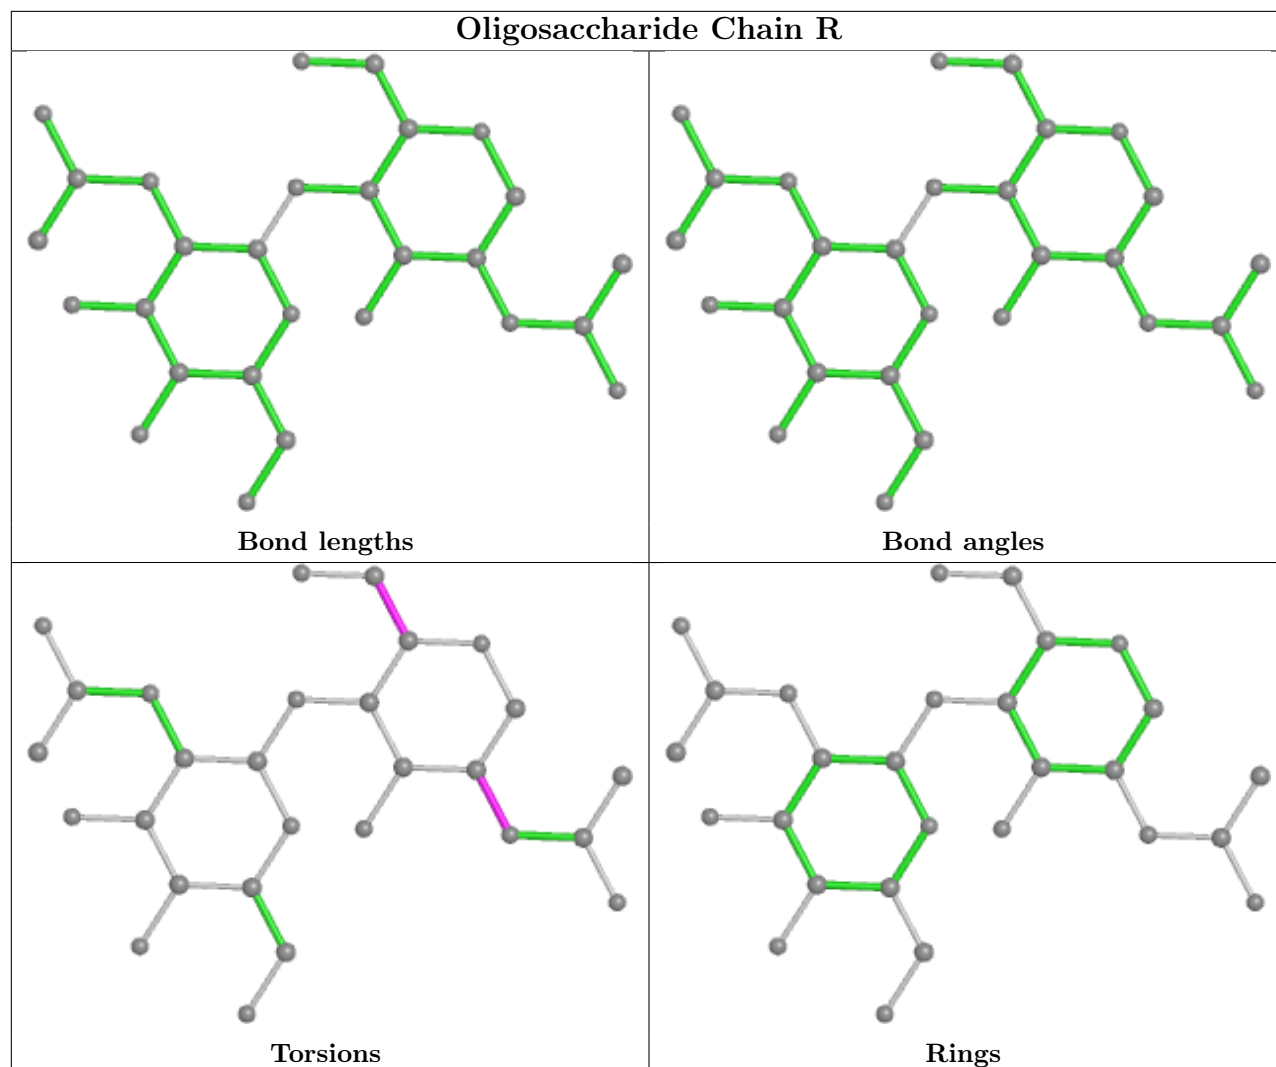 Oligosaccharide Chain R
Bond lengths
Bond angles
Torsions
Rings